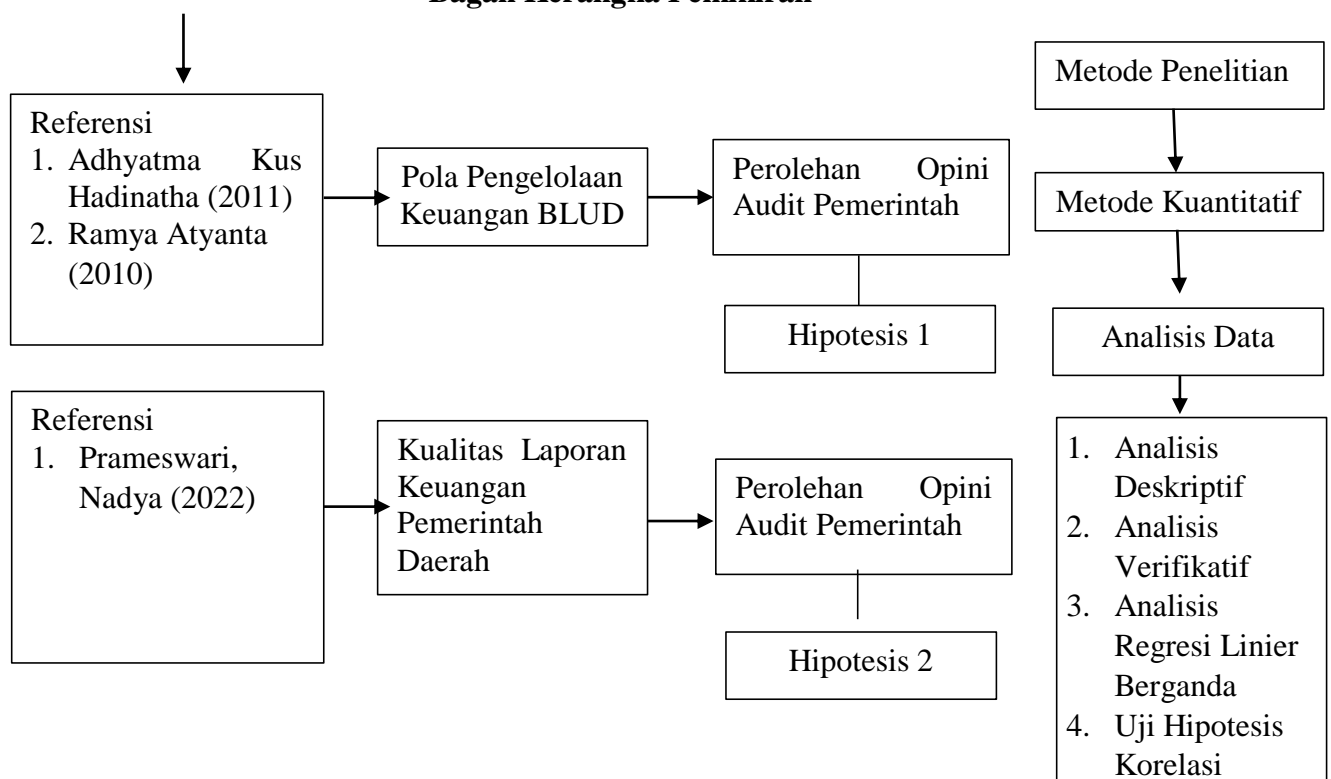 Bagan Kerangka Pemikiran
Referensi
1. Adhyatma Kus
Hadinatha (2011)
2. Ramya Atyanta
(2010)
Pola Pengelolaan
Keuangan BLUD
Perolehan Opini
Audit Pemerintah
Hipotesis 1
Referensi
1. Prameswari,
Nadya (2022)
Kualitas Laporan
Keuangan
Pemerintah
Daerah
Perolehan Opini
Audit Pemerintah
Hipotesis 2
Metode Penelitian
Metode Kuantitatif
Analisis Data
1. Analisis
Deskriptif
2. Analisis
Verifikatif
3. Analisis
Regresi Linier
Berganda
4. Uji Hipotesis
Korelasi